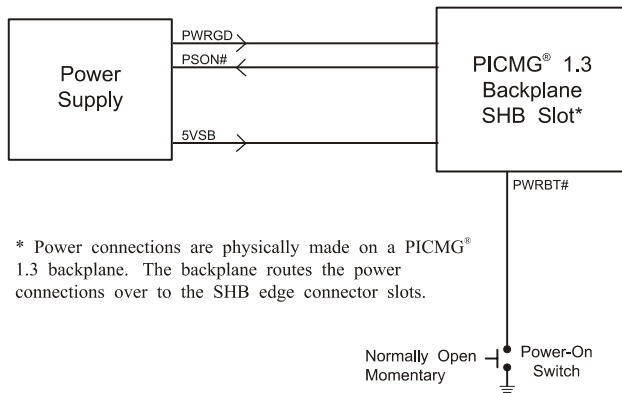 PWRGD
PSON#
Power
Supply
PICMG® 1.3
Backplane
SHB Slot*
5VSB
PWRBT#
* Power connections are physically made on a PICMG®
1.3 backplane. The backplane routes the power
connections over to the SHB edge connector slots.
Normally Open
Momentary
Power-On
Switch